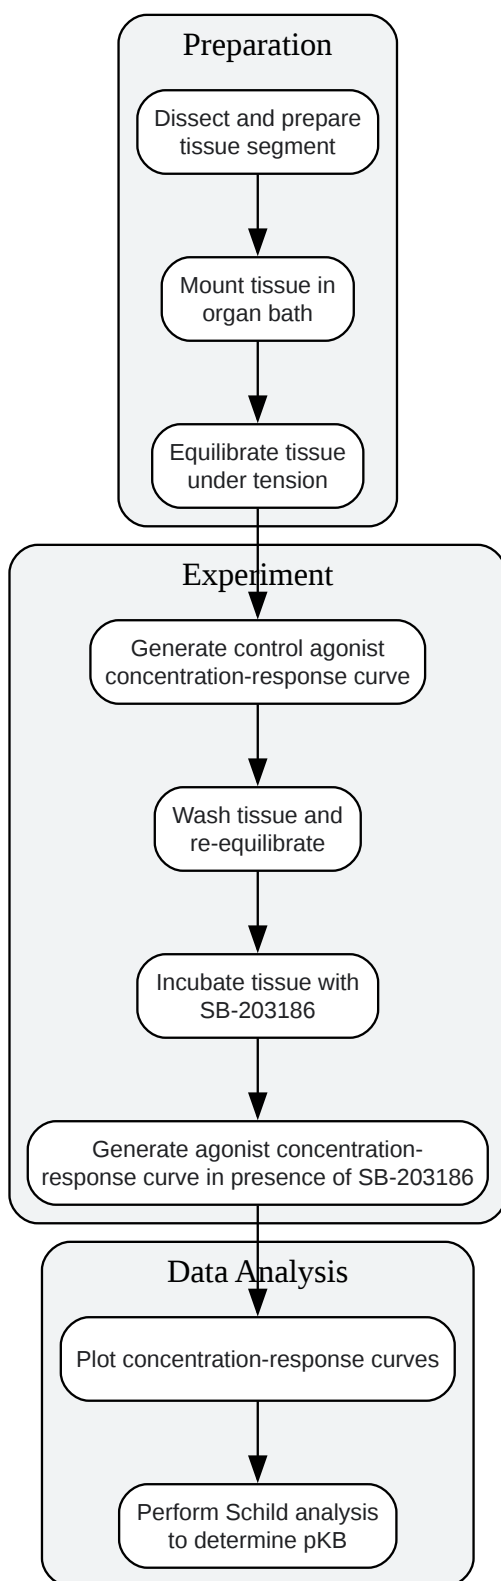 Preparation
Dissect and prepare
tissue segment
Mount tissue in
organ bath
Equilibrate tissue
under tension
Experiment
Generate control agonist
concentration-response curve
Wash tissue and
re-equilibrate
Incubate tissue with
SB-203186
Generate agonist concentration-
response curve in presence of SB-203186
Data Analysis
Plot concentration-response curves
Perform Schild analysis
to determine pKB